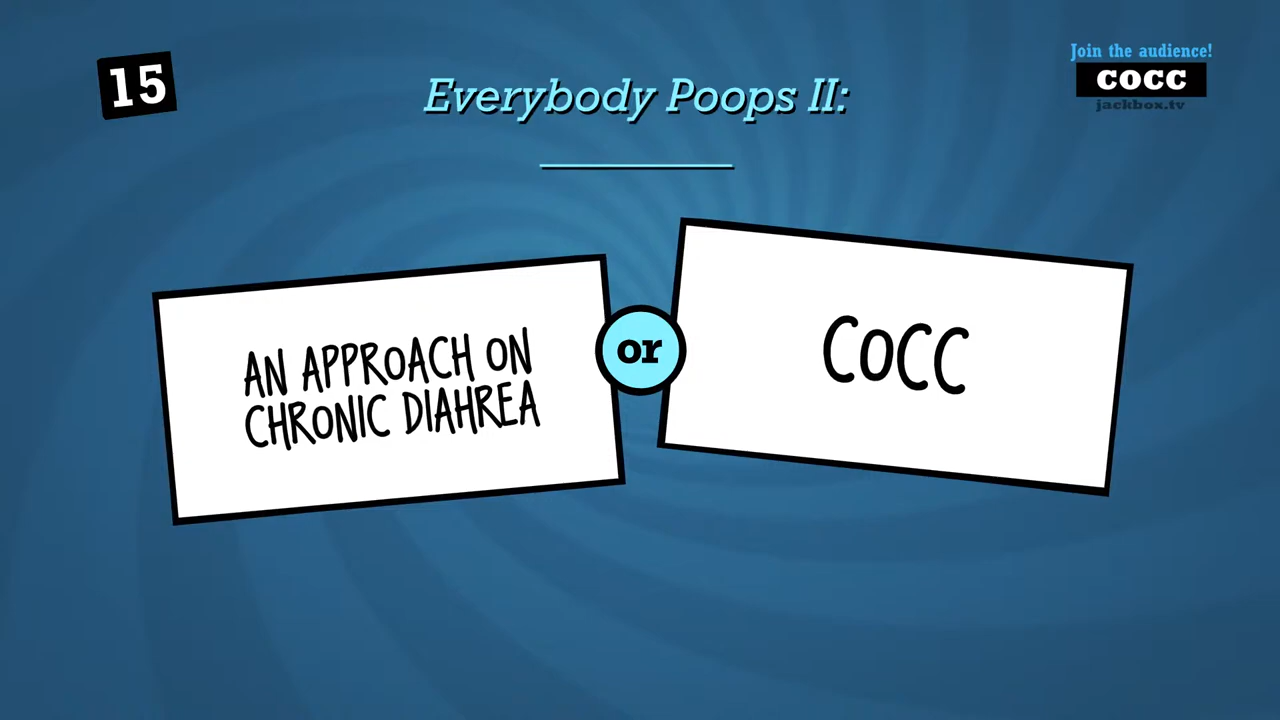 15
Everybody Poops II:
Join the audience!
COCC
jackbox.tv
AN APPROACH ON
CHRONIC DIAHREA
or
COCC